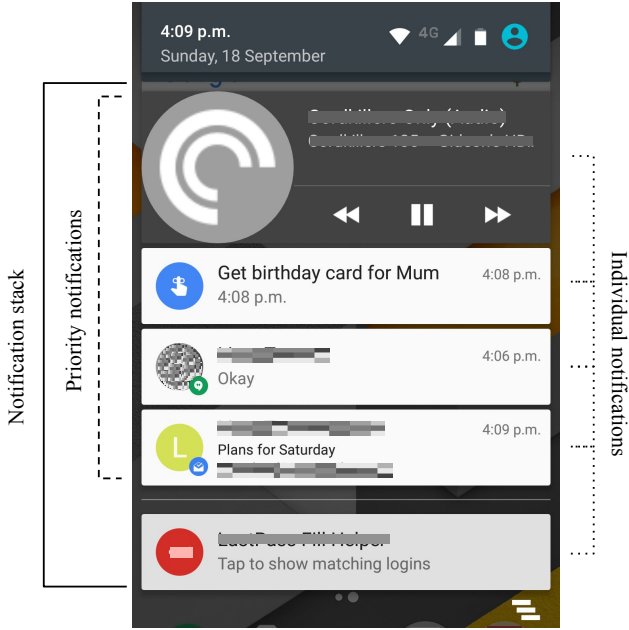 4:09 p.m.
4G
Sunday, 18 September
Notification stack
Priority notifications
Individual notifications
Get birthday card for Mum
4:08 p.m.
4:08 p.m.
4:06 p.m.
Okay
4:09 p.m.
L
Plans for Saturday
Tap to show matching logins